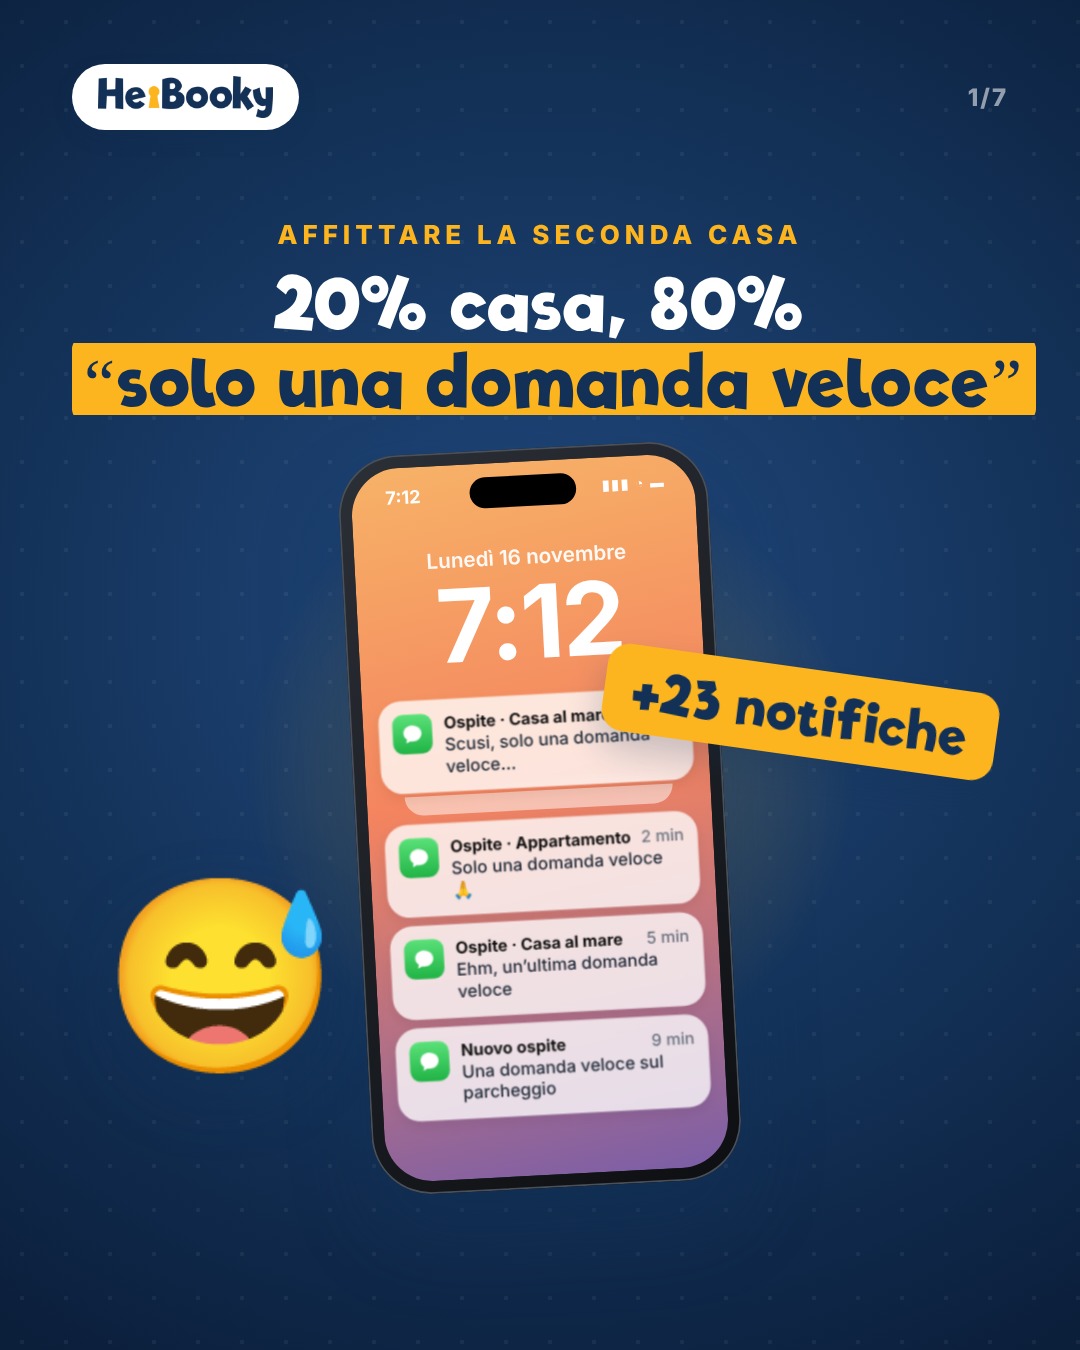 HeiBooky
1/7
AFFITTARE LA SECONDA CASA
20% casa, 80%
“solo una domanda veloce”
7:12
Lunedì 16 novembre
7:12
+23 notifiche
Ospite · Casa al mare
Scusi, solo una domanda
veloce...
Ospite · Appartamento 2 min
Solo una domanda veloce
🙏
Ospite · Casa al mare 5 min
Ehm, un’ultima domanda
veloce
Nuovo ospite 9 min
Una domanda veloce sul
parcheggio